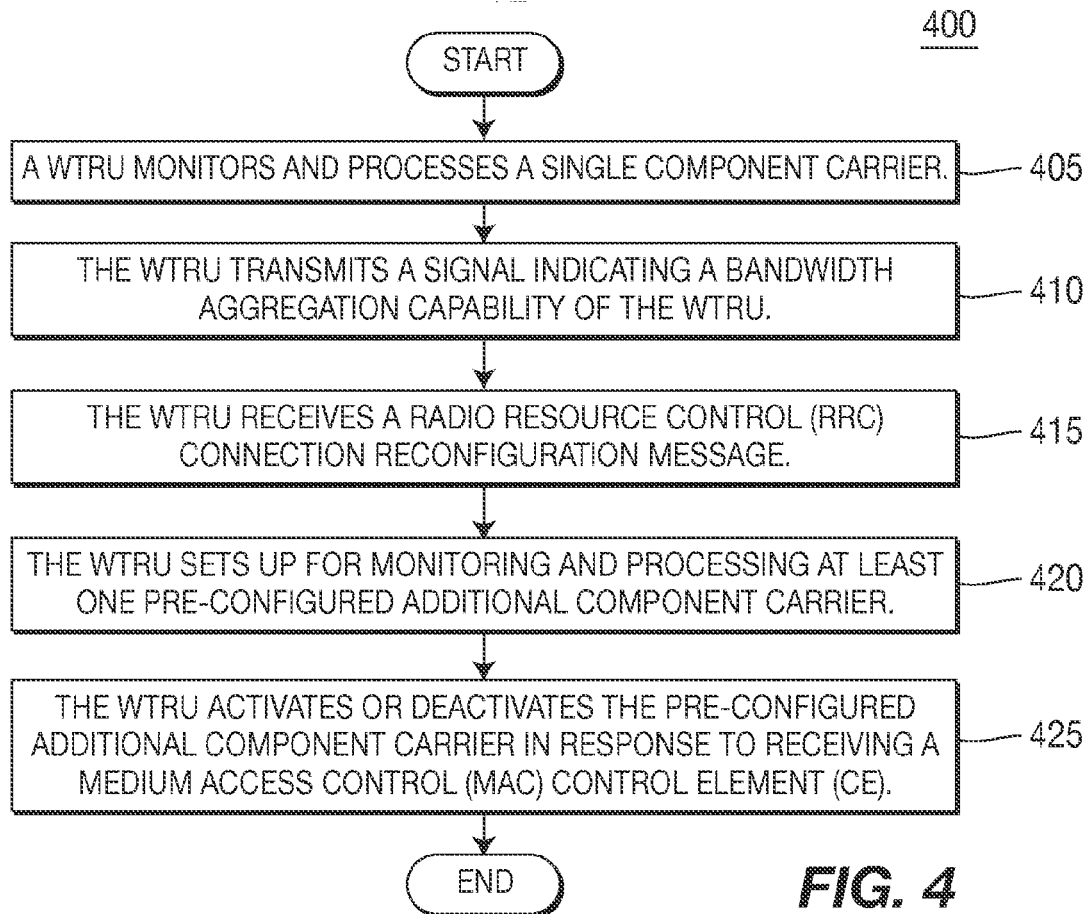 400
START
A WTRU MONITORS AND PROCESSES A SINGLE COMPONENT CARRIER.
405
THE WTRU TRANSMITS A SIGNAL INDICATING A BANDWIDTH
AGGREGATION CAPABILITY OF THE WTRU.
410
THE WTRU RECEIVES A RADIO RESOURCE CONTROL (RRC)
CONNECTION RECONFIGURATION MESSAGE.
415
THE WTRU SETS UP FOR MONITORING AND PROCESSING AT LEAST
ONE PRE-CONFIGURED ADDITIONAL COMPONENT CARRIER.
420
THE WTRU ACTIVATES OR DEACTIVATES THE PRE-CONFIGURED
ADDITIONAL COMPONENT CARRIER IN RESPONSE TO RECEIVING A
MEDIUM ACCESS CONTROL (MAC) CONTROL ELEMENT (CE).
425
END
FIG. 4